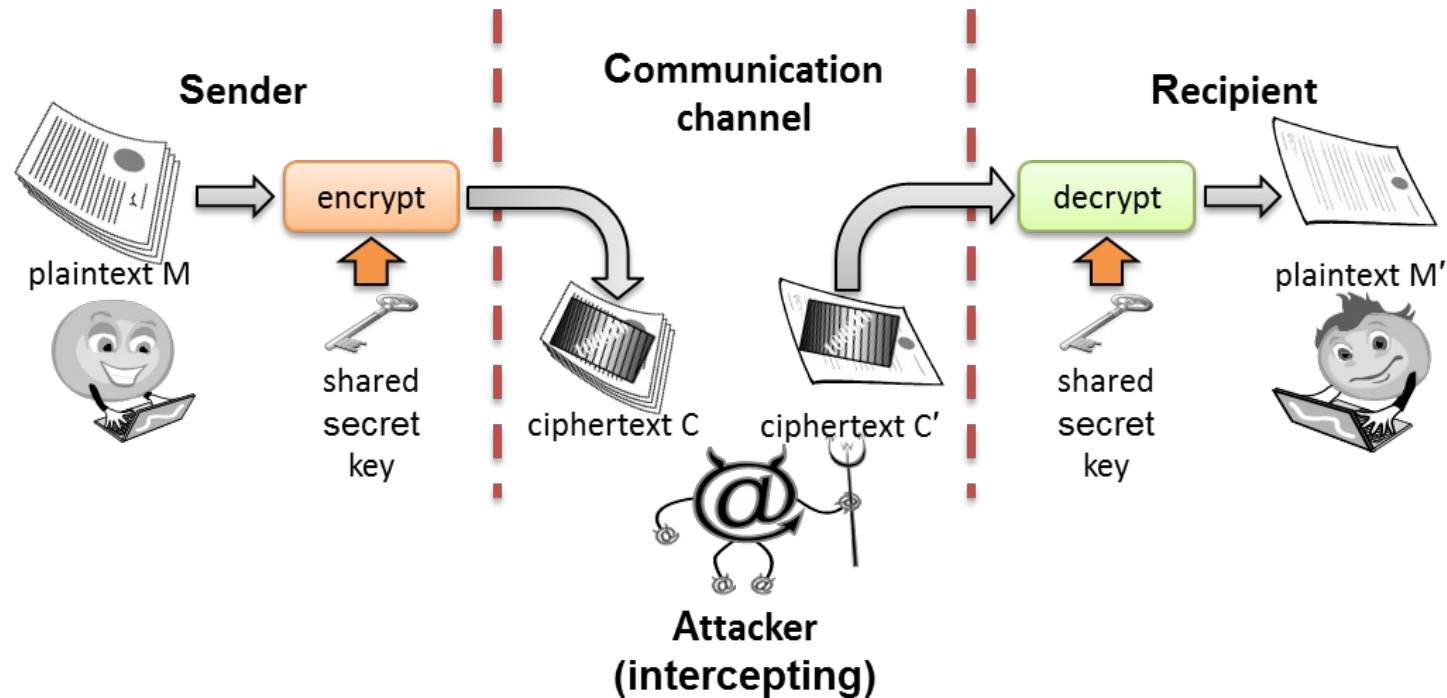 Sender
Communication
channel
Recipient
encrypt
decrypt
plaintext M
plaintext M′
shared
secret
key
ciphertext C
ciphertext C′
shared
secret
key
@
Attacker
(intercepting)